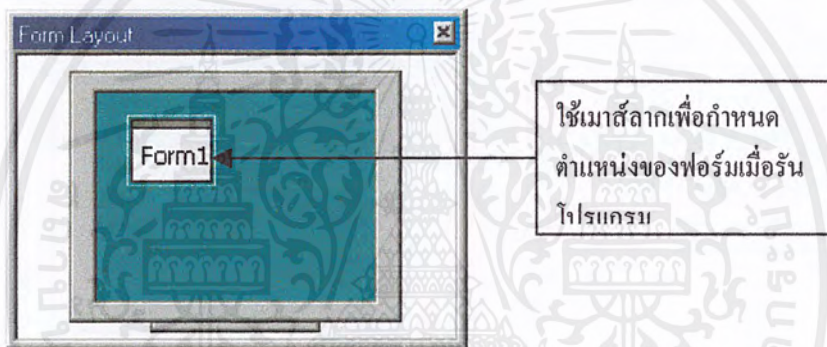 Form Layout
Form1
ใช้เมาส์ลากเพื่อกำหนด
ตำแหน่งของฟอร์มเมื่อรัน
โปรแกรม